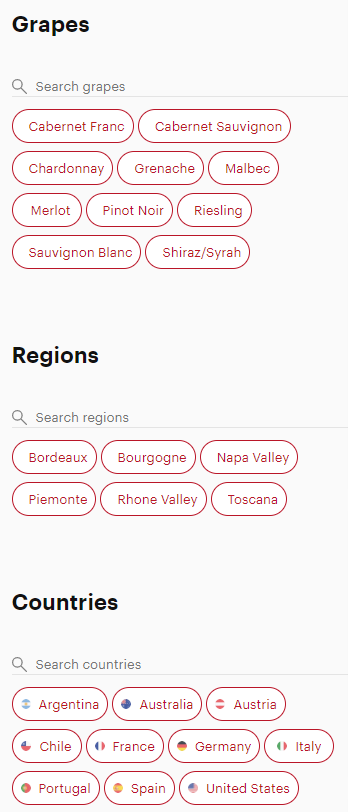 Grapes
Search grapes
Cabernet Franc Cabernet Sauvignon
Chardonnay Grenache Malbec
Merlot Pinot Noir Riesling
Sauvignon Blanc Shiraz/Syrah
Regions
Search regions
Bordeaux Bourgogne Napa Valley
Piemonte Rhone Valley Toscana
Countries
Search countries
Argentina Australia Austria
Chile France Germany Italy
Portugal Spain United States